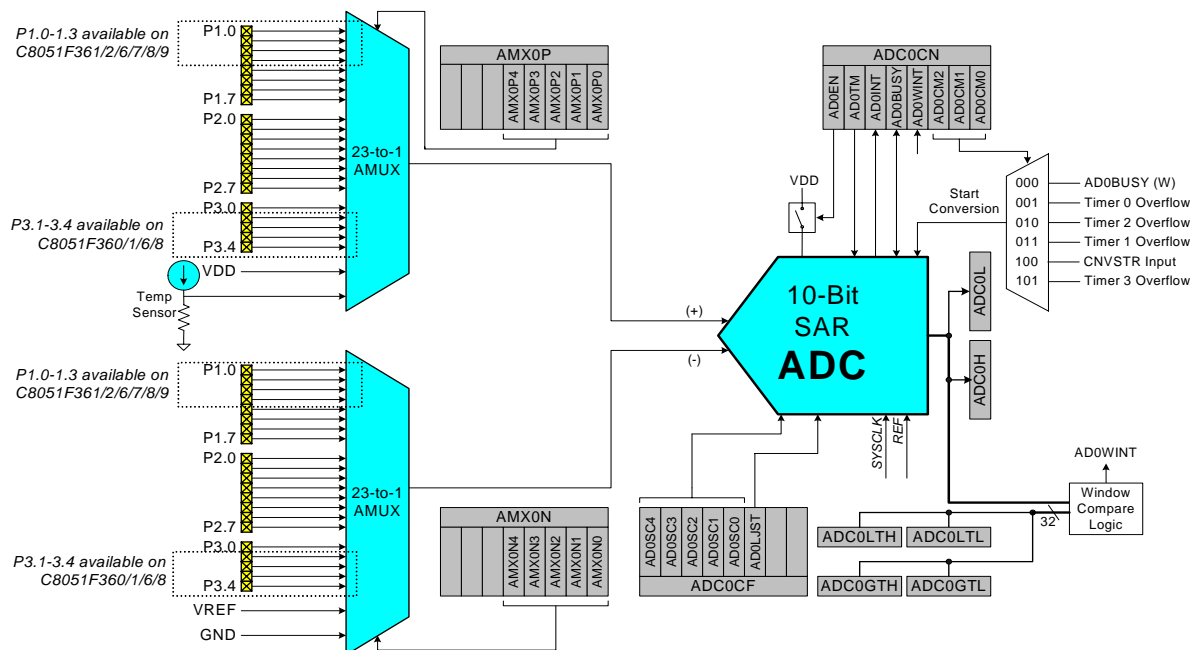 P1.0-1.3 available on
C8051F361/2/6/7/8/9
P1.0
P1.7
P2.0
P2.7
P3.1-3.4 available on
C8051F360/1/6/8
P3.0
P3.4
VDD
Temp
Sensor
23-to-1
AMUX
AMX0P
AMX0P4
AMX0P3
AMX0P2
AMX0P1
AMX0P0
ADC0CN
AD0EN
AD0TM
AD0INT
AD0BUSY
AD0WINT
AD0CM2
AD0CM1
AD0CM0
VDD
Start
Conversion
000
001
010
011
100
101
AD0BUSY (W)
Timer 0 Overflow
Timer 2 Overflow
Timer 1 Overflow
CNVSTR Input
Timer 3 Overflow
(+)
(-)
10-Bit
SAR
ADC
ADC0L
ADC0H
SYSCLK
REF
P1.0-1.3 available on
C8051F361/2/6/7/8/9
P1.0
P1.7
P2.0
P2.7
P3.1-3.4 available on
C8051F360/1/6/8
P3.0
P3.4
VREF
GND
23-to-1
AMUX
AMX0N
AMX0N4
AMX0N3
AMX0N2
AMX0N1
AMX0N0
AD0SC4
AD0SC3
AD0SC2
AD0SC1
AD0SC0
AD0LJST
ADC0CF
AD0WINT
Window
Compare
Logic
32
ADC0LTH
ADC0LTL
ADC0GTH
ADC0GTL